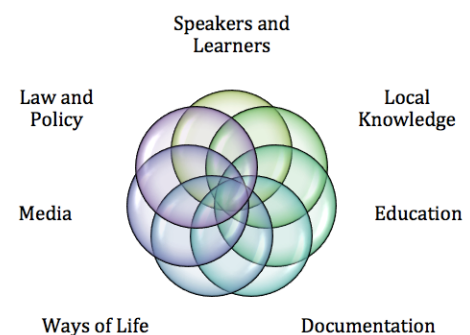 Speakers and
Learners
Law and
Policy
Local
Knowledge
Media
Education
Ways of Life
Documentation